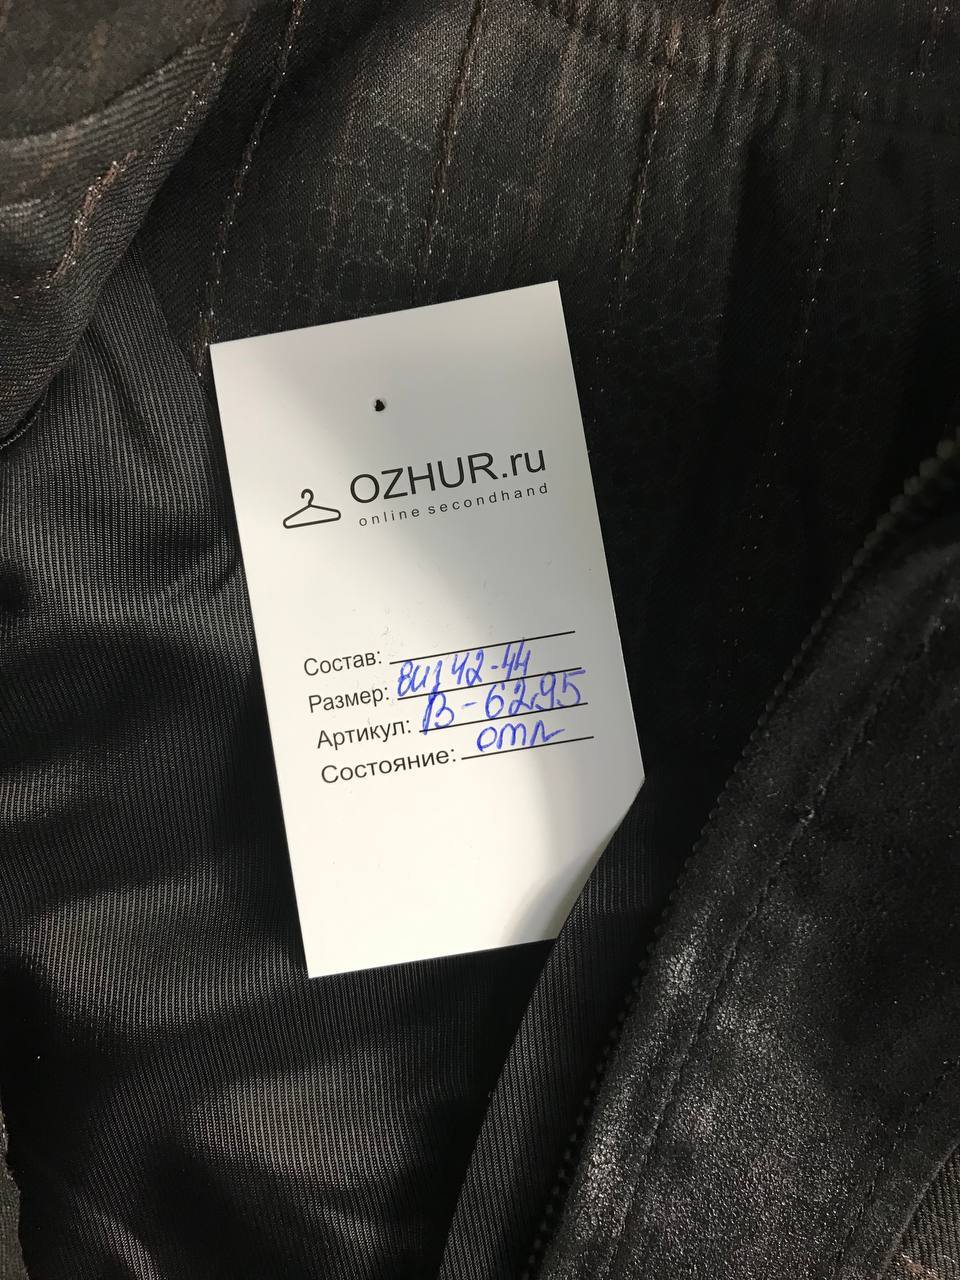 OZHUR.ru
online secondhand
Состав:
Размер: 42-44
Артикул: В-6295
Состояние: отл